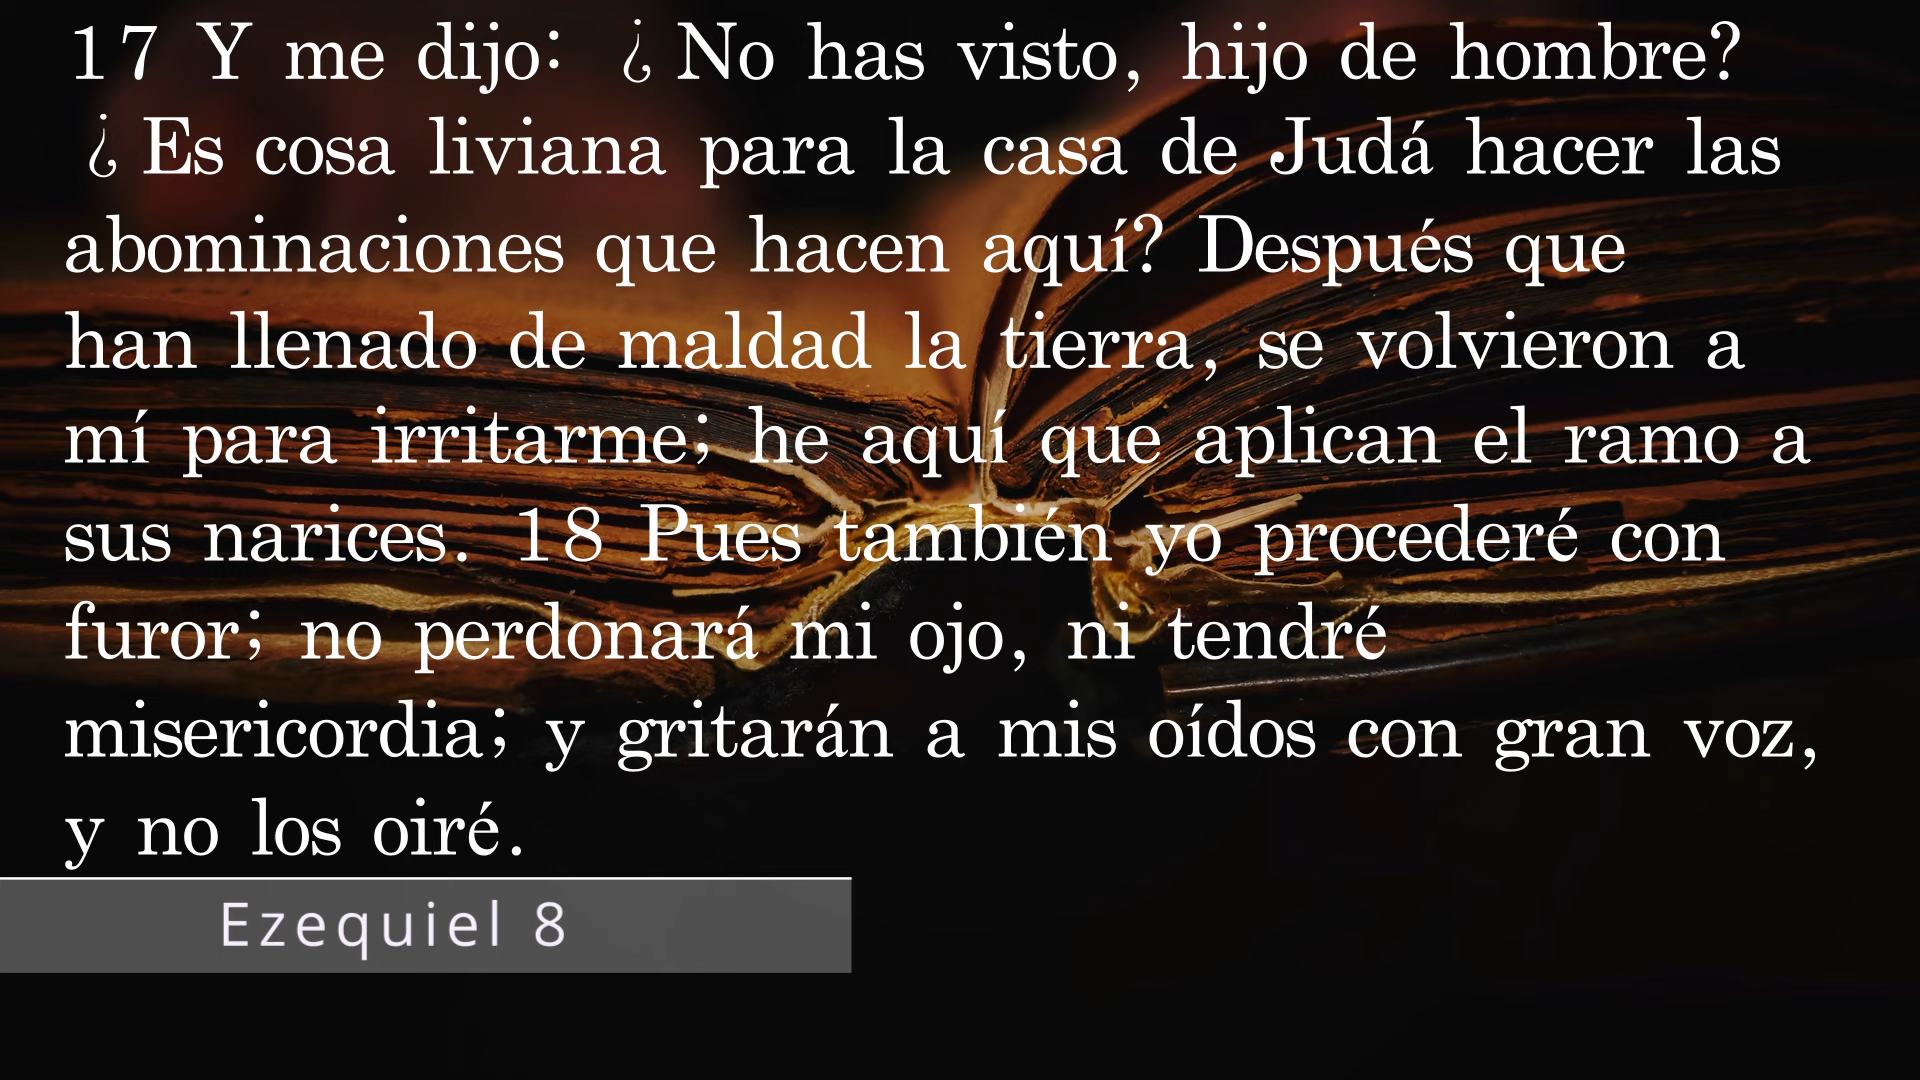 17 Y me dijo: ¿No has visto, hijo de hombre?
¿Es cosa liviana para la casa de Judá hacer las
abominaciones que hacen aquí? Después que
han llenado de maldad la tierra, se volvieron a
mí para irritarme; he aquí que aplican el ramo a
sus narices. 18 Pues también yo procederé con
furor; no perdonará mi ojo, ni tendré
misericordia; y gritarán a mis oídos con gran voz,
y no los oiré.
Ezequiel 8